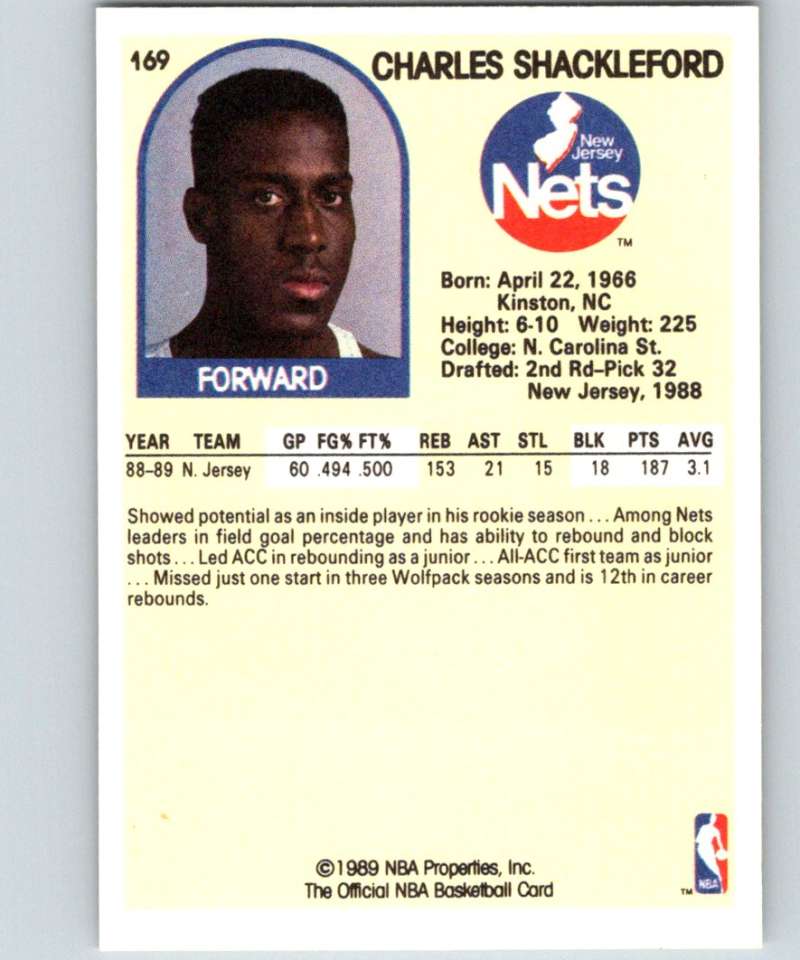 169
CHARLES SHACKLEFORD
New
Jersey
Nets
TM
Born: April 22, 1966
Kinston, NC
Height: 6-10 Weight: 225
College: N. Carolina St.
Drafted: 2nd Rd–Pick 32
New Jersey, 1988
FORWARD
YEAR TEAM GP FG% FT% REB AST STL BLK PTS AVG
88–89 N. Jersey 60 .494 .500 153 21 15 18 187 3.1
Showed potential as an inside player in his rookie season . . . Among Nets
leaders in field goal percentage and has ability to rebound and block
shots . . . Led ACC in rebounding as a junior . . . All-ACC first team as junior
. . . Missed just one start in three Wolfpack seasons and is 12th in career
rebounds.
©1989 NBA Properties, Inc.
The Official NBA Basketball Card
TM
NBA